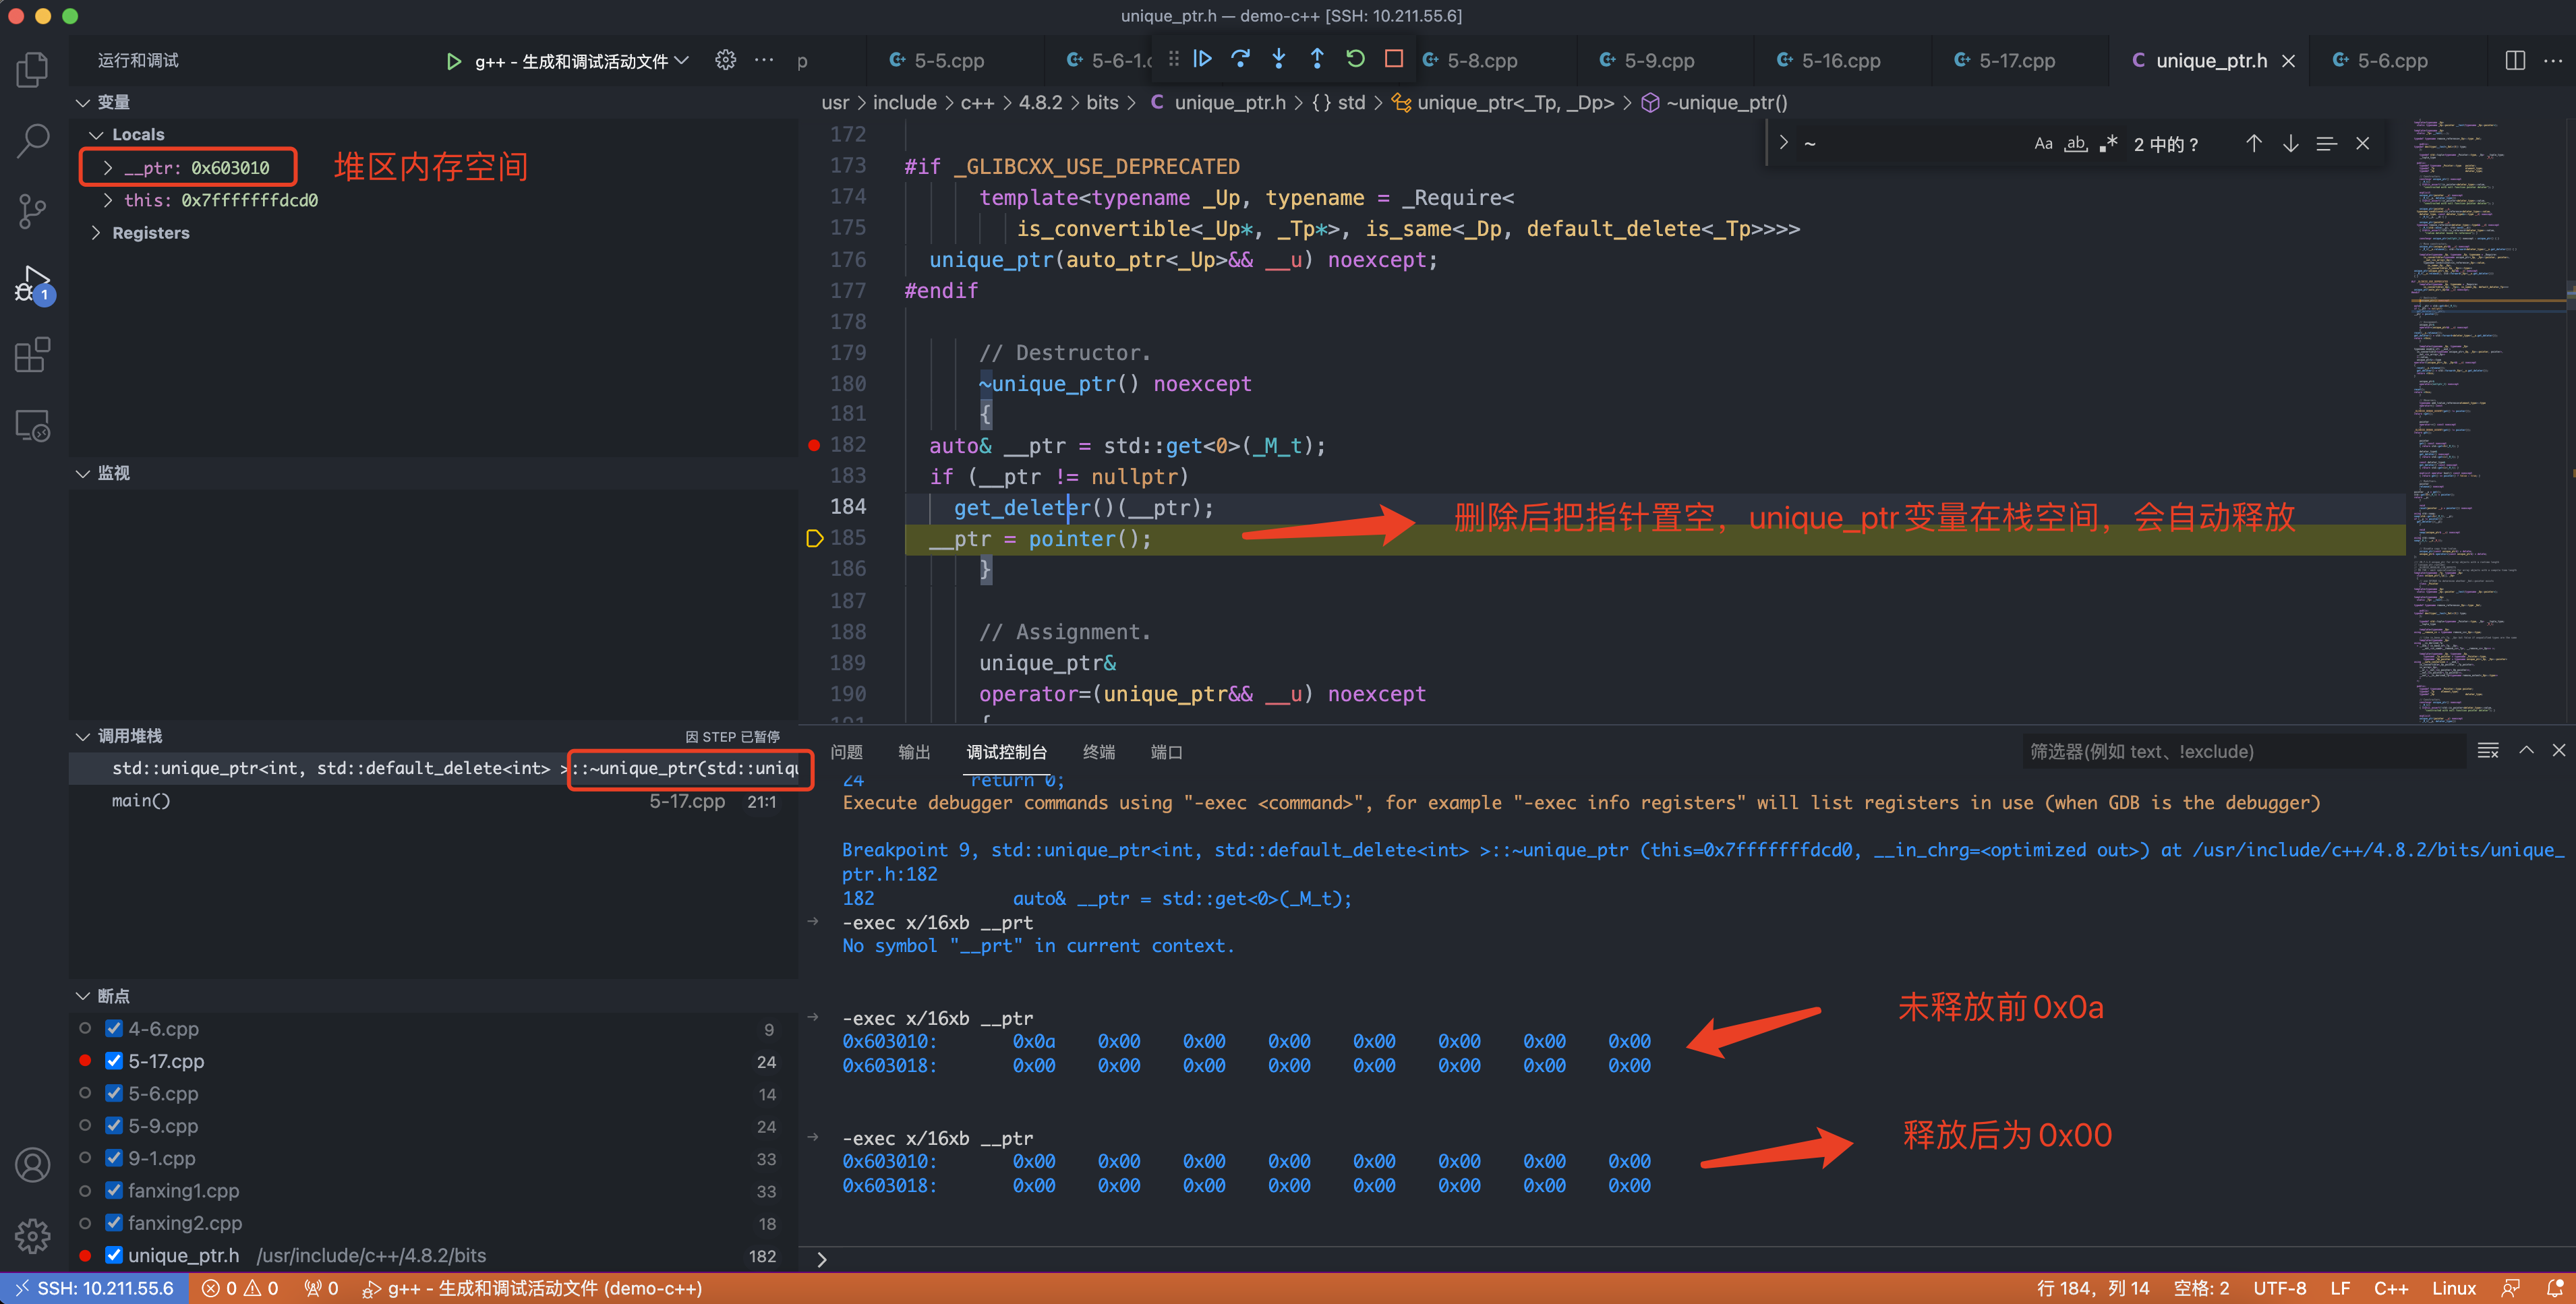 unique_ptr.h — demo-c++ [SSH: 10.211.55.6]
运行和调试
g++ - 生成和调试活动文件
p
5-5.cpp
5-6-1.c
5-8.cpp
5-9.cpp
5-16.cpp
5-17.cpp
unique_ptr.h
5-6.cpp
变量
Locals
__ptr: 0x603010
堆区内存空间
this: 0x7fffffffdcd0
Registers
监视
调用堆栈
因 STEP 已暂停
std::unique_ptr<int, std::default_delete<int> >::~unique_ptr(std::uniqu
main()
5-17.cpp 21:1
断点
4-6.cpp 9
5-17.cpp 24
5-6.cpp 14
5-9.cpp 24
9-1.cpp 33
fanxing1.cpp 33
fanxing2.cpp 18
unique_ptr.h /usr/include/c++/4.8.2/bits 182
usr > include > c++ > 4.8.2 > bits > C unique_ptr.h > {} std > unique_ptr<_Tp, _Dp> > ~unique_ptr()
~
Aa ab .* 2 中的 ?
172
173 #if _GLIBCXX_USE_DEPRECATED
174 template<typename _Up, typename = _Require<
175 is_convertible<_Up*, _Tp*>, is_same<_Dp, default_delete<_Tp>>>>
176 unique_ptr(auto_ptr<_Up>&& __u) noexcept;
177 #endif
178
179 // Destructor.
180 ~unique_ptr() noexcept
181 {
182 auto& __ptr = std::get<0>(_M_t);
183 if (__ptr != nullptr)
184 get_deleter()(__ptr);
删除后把指针置空，unique_ptr变量在栈空间，会自动释放
185 __ptr = pointer();
186 }
187
188 // Assignment.
189 unique_ptr&
190 operator=(unique_ptr&& __u) noexcept
191 {
问题 输出 调试控制台 终端 端口
筛选器(例如 text、!exclude)
24 return 0;
Execute debugger commands using "-exec <command>", for example "-exec info registers" will list registers in use (when GDB is the debugger)
Breakpoint 9, std::unique_ptr<int, std::default_delete<int> >::~unique_ptr (this=0x7fffffffdcd0, __in_chrg=<optimized out>) at /usr/include/c++/4.8.2/bits/unique_
ptr.h:182
182 auto& __ptr = std::get<0>(_M_t);
-exec x/16xb __prt
No symbol "__prt" in current context.
-exec x/16xb __ptr
0x603010: 0x0a 0x00 0x00 0x00 0x00 0x00 0x00 0x00
0x603018: 0x00 0x00 0x00 0x00 0x00 0x00 0x00 0x00
未释放前0x0a
-exec x/16xb __ptr
0x603010: 0x00 0x00 0x00 0x00 0x00 0x00 0x00 0x00
0x603018: 0x00 0x00 0x00 0x00 0x00 0x00 0x00 0x00
释放后为0x00
1
SSH: 10.211.55.6
0 0
0
g++ - 生成和调试活动文件 (demo-c++)
行 184，列 14
空格: 2
UTF-8
LF
C++
Linux